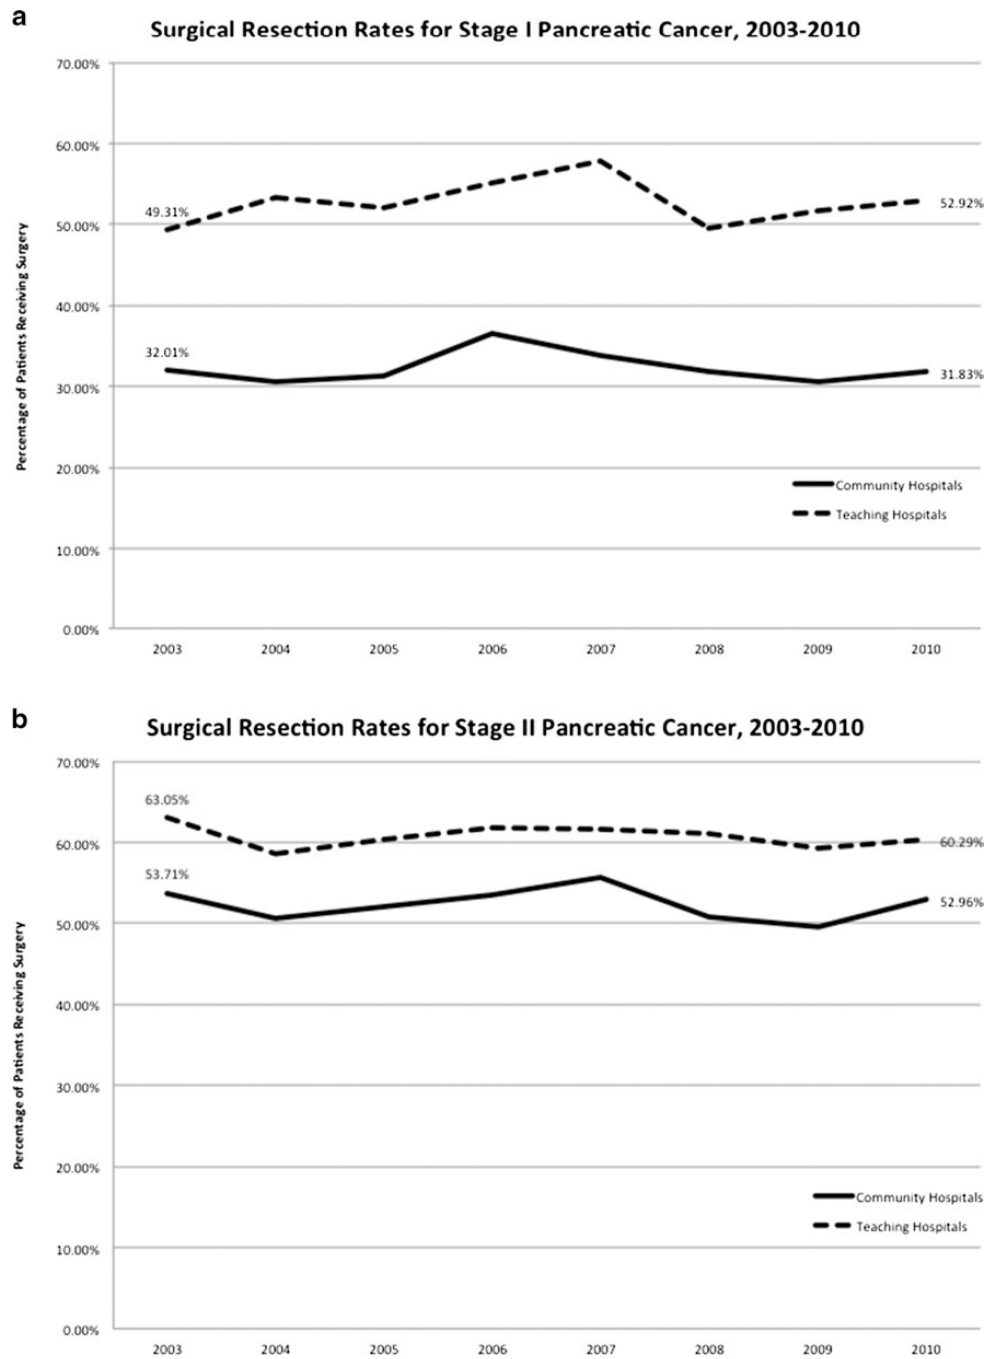 a
Surgical Resection Rates for Stage I Pancreatic Cancer, 2003-2010
70.00%
60.00%
50.00%
40.00%
30.00%
20.00%
10.00%
0.00%
Percentage of Patients Receiving Surgery
49.31%
52.92%
32.01%
31.83%
Community Hospitals
Teaching Hospitals
2003 2004 2005 2006 2007 2008 2009 2010
b
Surgical Resection Rates for Stage II Pancreatic Cancer, 2003-2010
70.00%
60.00%
50.00%
40.00%
30.00%
20.00%
10.00%
0.00%
Percentage of Patients Receiving Surgery
63.05%
60.29%
53.71%
52.96%
Community Hospitals
Teaching Hospitals
2003 2004 2005 2006 2007 2008 2009 2010